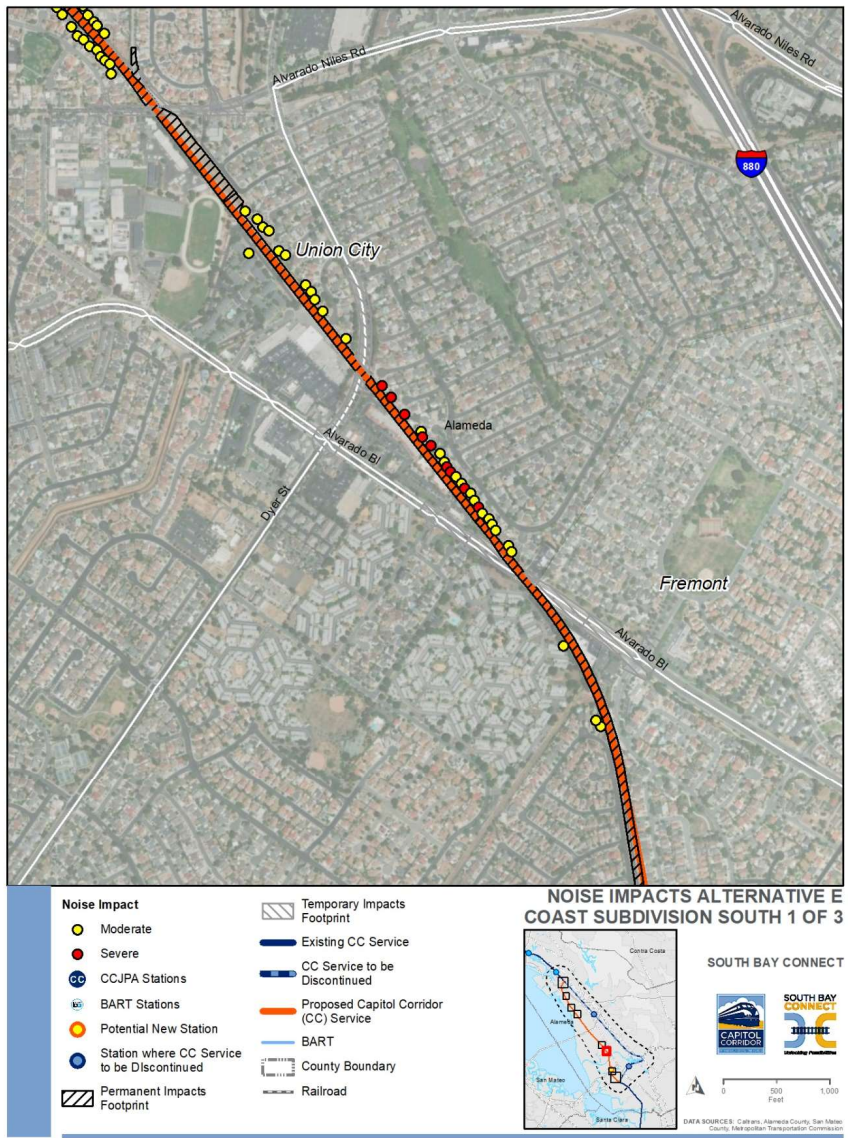 Alvarado Niles Rd
Alvarado Niles Rd
880
Union City
Alameda
Alvarado Bl
Dyer St
Fremont
Alvarado Bl
Noise Impact
Moderate
Severe
CC
CCJPA Stations
BART Stations
Potential New Station
Station where CC Service
to be Discontinued
Permanent Impacts
Footprint
Temporary Impacts
Footprint
Existing CC Service
CC Service to be
Discontinued
Proposed Capitol Corridor
(CC) Service
BART
County Boundary
Railroad
NOISE IMPACTS ALTERNATIVE E
COAST SUBDIVISION SOUTH 1 OF 3
Contra Costa
Alameda
San Mateo
Santa Clara
SOUTH BAY CONNECT
CAPITOL
CORRIDOR
SOUTH BAY
CONNECT
Unlocking Possibilities
0 500 1,000
Feet
DATA SOURCES: Caltrans, Alameda County, San Mateo
County, Metropolitan Transportation Commission